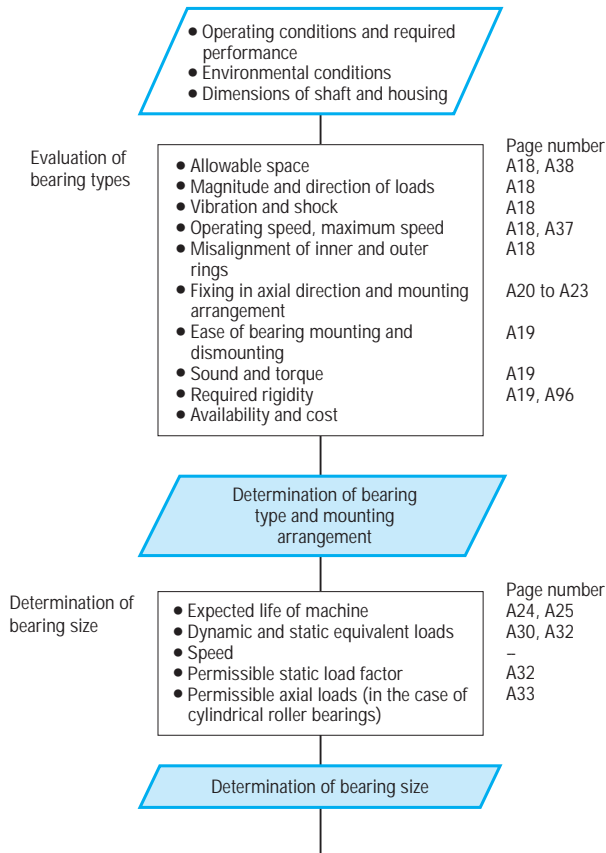 ● Operating conditions and required
performance
● Environmental conditions
● Dimensions of shaft and housing
Evaluation of
bearing types
Page number
● Allowable space A18, A38
● Magnitude and direction of loads A18
● Vibration and shock A18
● Operating speed, maximum speed A18, A37
● Misalignment of inner and outer A18
rings
● Fixing in axial direction and mounting A20 to A23
arrangement
● Ease of bearing mounting and A19
dismounting
● Sound and torque A19
● Required rigidity A19, A96
● Availability and cost
Determination of bearing
type and mounting
arrangement
Determination of
bearing size
Page number
● Expected life of machine A24, A25
● Dynamic and static equivalent loads A30, A32
● Speed –
● Permissible static load factor A32
● Permissible axial loads (in the case of A33
cylindrical roller bearings)
Determination of bearing size